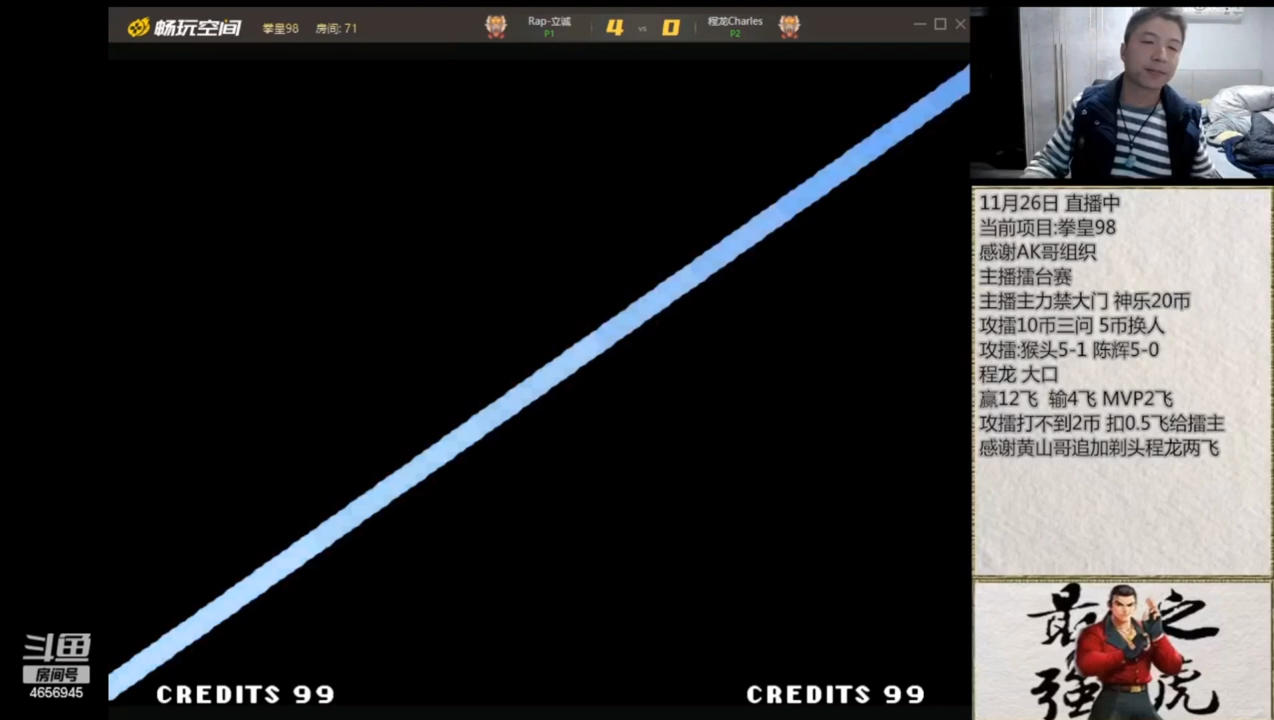 畅玩空间 拳皇98 房间: 71
Rap-立诚 4 vs 0 程龙Charles
P1 P2
11月26日 直播中
当前项目:拳皇98
感谢AK哥组织
主播擂台赛
主播主力禁大门 神乐20币
攻擂10币三问 5币换人
攻擂:猴头5-1 陈辉5-0
程龙 大口
赢12飞 输4飞 MVP2飞
攻擂打不到2币 扣0.5飞给擂主
感谢黄山哥追加剃头程龙两飞
最 之
强 虎
斗鱼
房间号
4656945
CREDITS 99 CREDITS 99